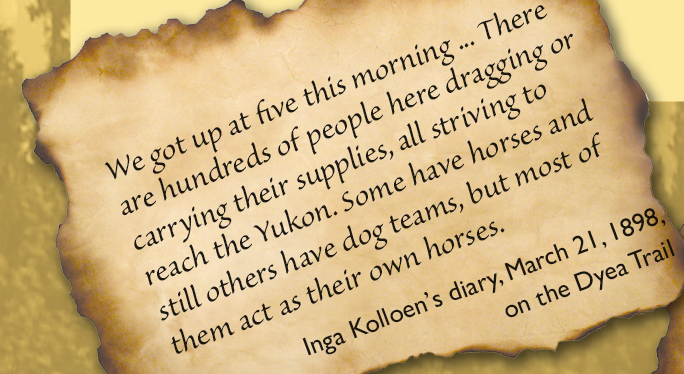 We got up at five this morning ... There
are hundreds of people here dragging or
carrying their supplies, all striving to
reach the Yukon. Some have horses and
still others have dog teams, but most of
them act as their own horses.
Inga Kolloen's diary, March 21, 1898,
on the Dyea Trail